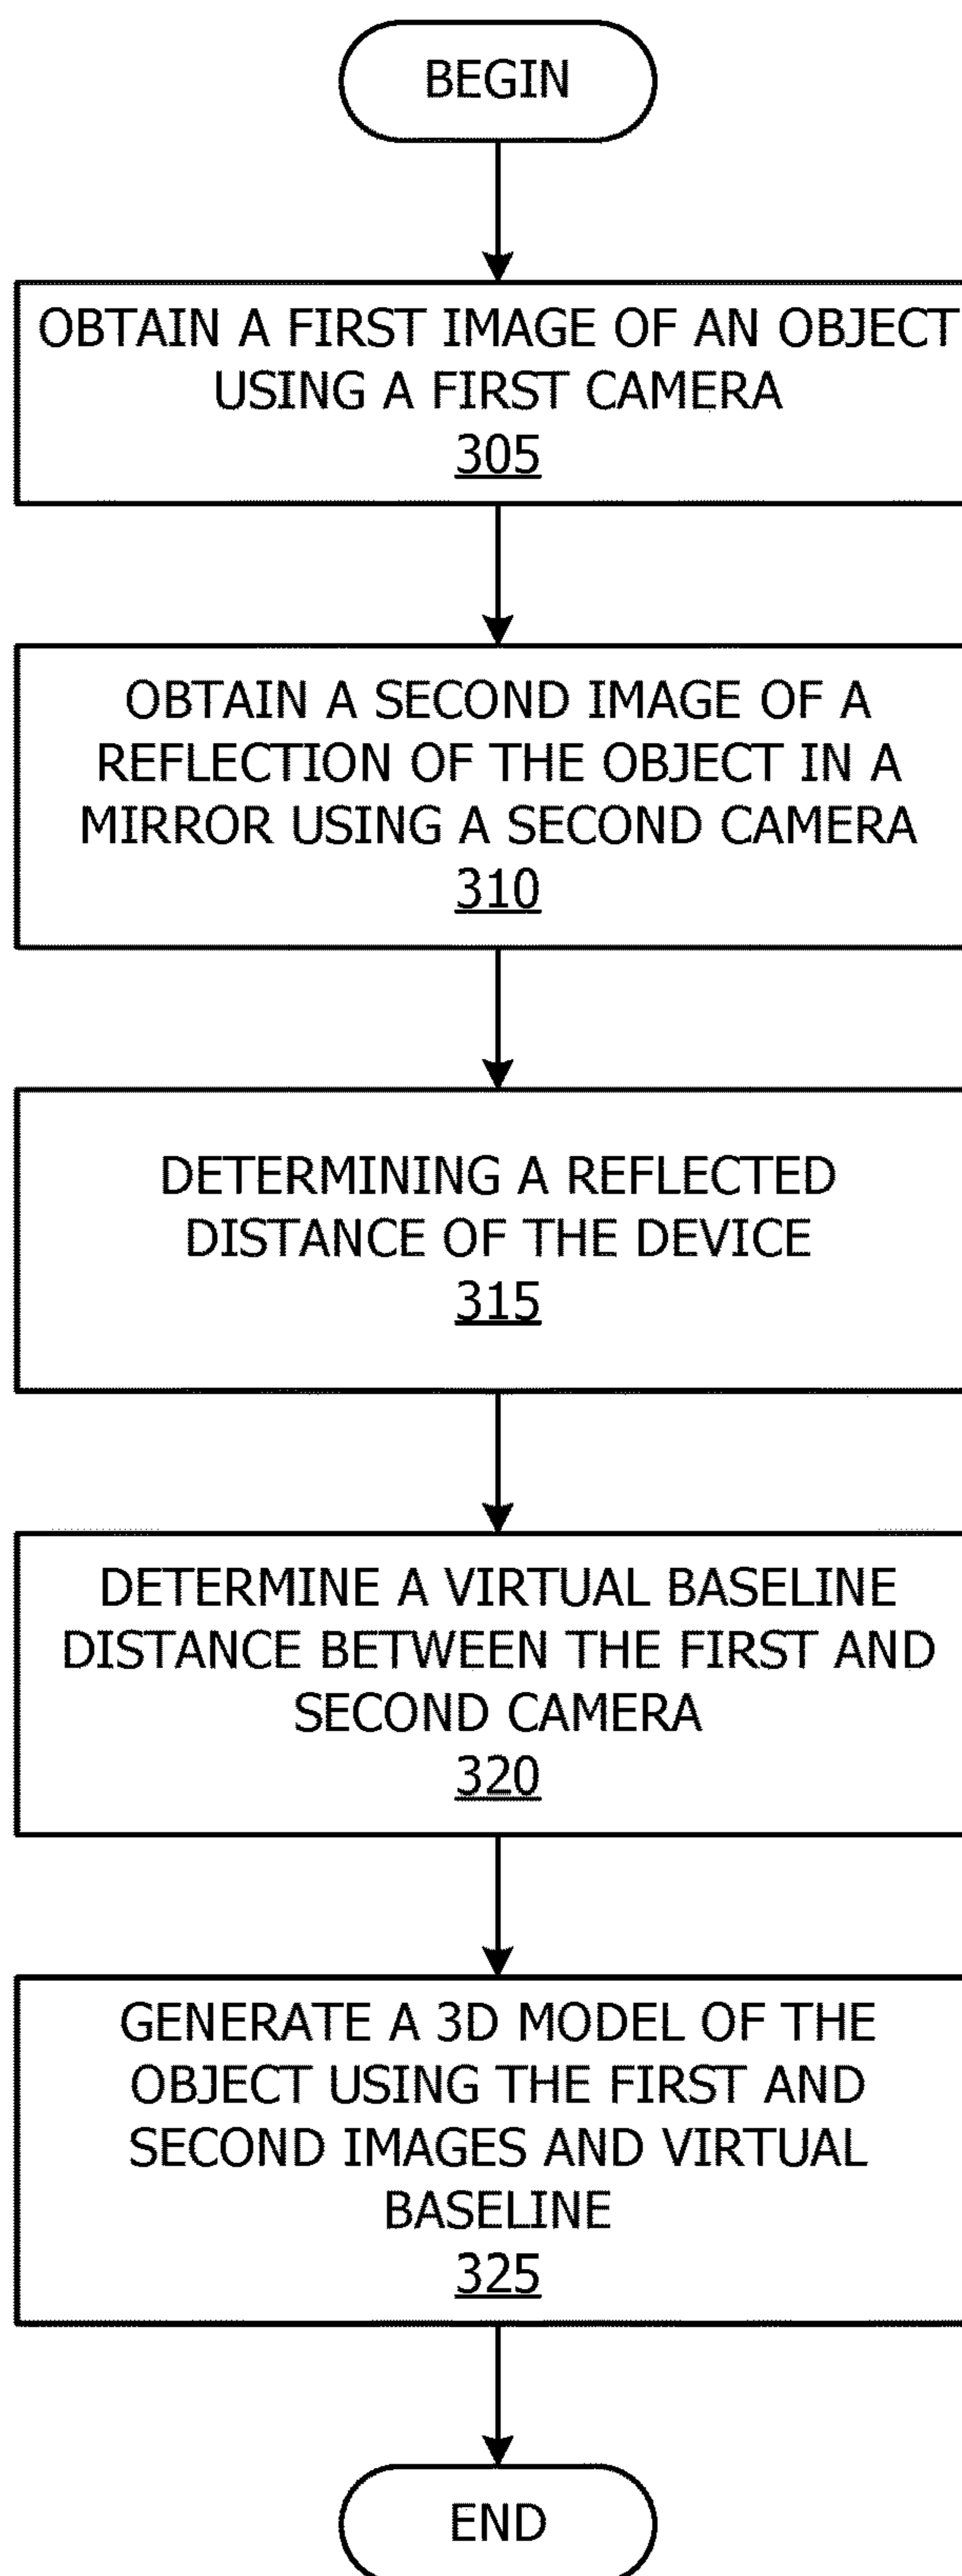 BEGIN
OBTAIN A FIRST IMAGE OF AN OBJECT
USING A FIRST CAMERA
305
OBTAIN A SECOND IMAGE OF A
REFLECTION OF THE OBJECT IN A
MIRROR USING A SECOND CAMERA
310
DETERMINING A REFLECTED
DISTANCE OF THE DEVICE
315
DETERMINE A VIRTUAL BASELINE
DISTANCE BETWEEN THE FIRST AND
SECOND CAMERA
320
GENERATE A 3D MODEL OF THE
OBJECT USING THE FIRST AND
SECOND IMAGES AND VIRTUAL
BASELINE
325
END